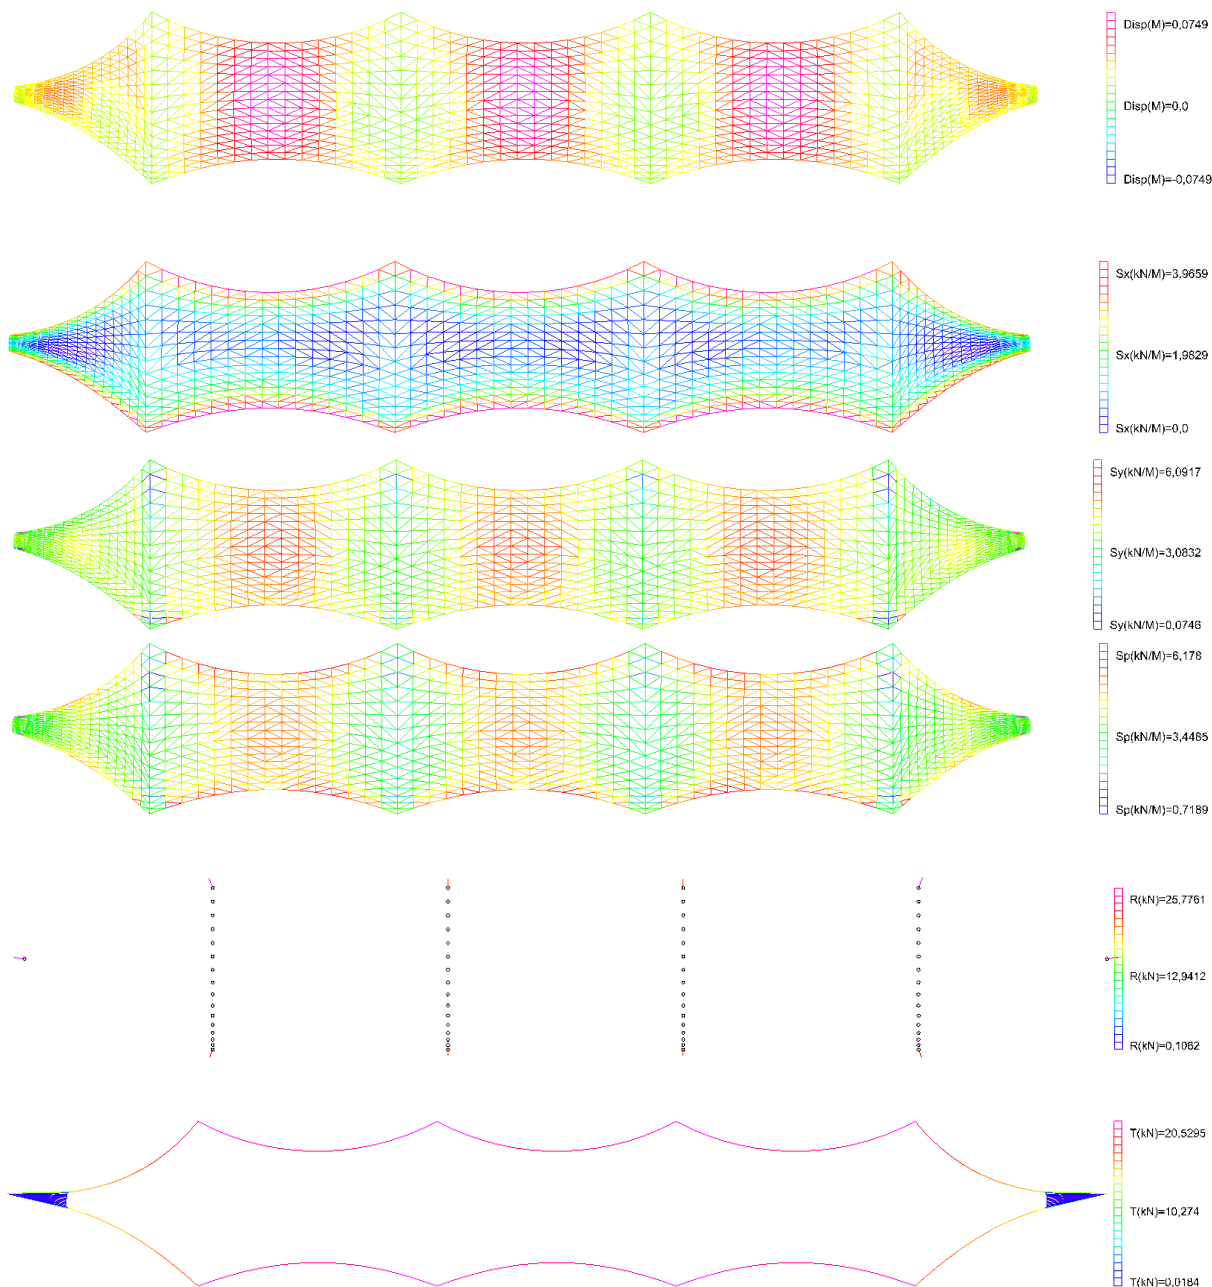 Disp(M)=0,0749
Disp(M)=0,0
Disp(M)=-0,0749
Sx(kN/M)=3,9659
Sx(kN/M)=1,9829
Sx(kN/M)=0,0
Sy(kN/M)=6,0917
Sy(kN/M)=3,0832
Sy(kN/M)=0,0746
Sp(kN/M)=6,178
Sp(kN/M)=3,4485
Sp(kN/M)=0,7189
R(kN)=25,7761
R(kN)=12,9412
R(kN)=0,1062
T(kN)=20,5295
T(kN)=10,274
T(kN)=0,0184